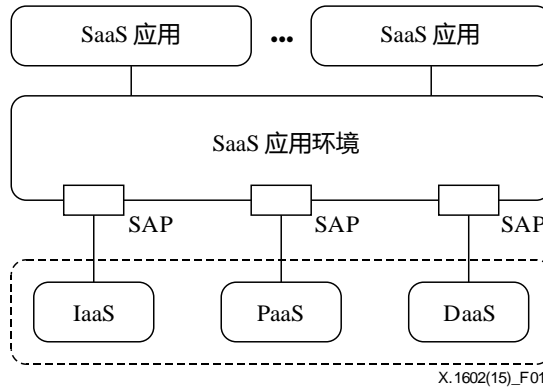 SaaS 应用 ... SaaS 应用
SaaS 应用环境
SAP SAP SAP
IaaS PaaS DaaS
X.1602(15)_F01